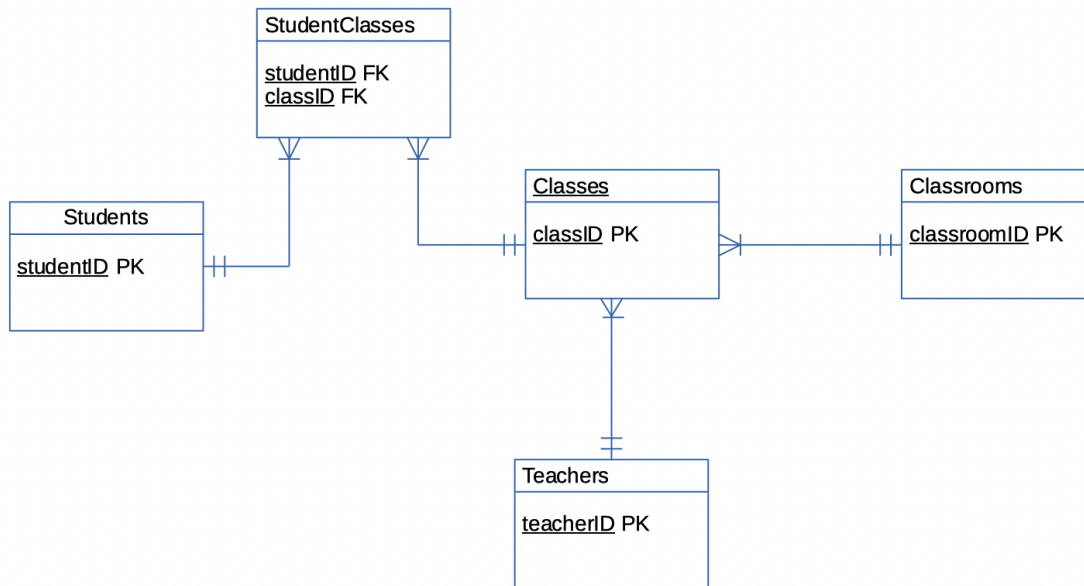 StudentClasses
studentID FK
classID FK
Students
studentID PK
Classes
classID PK
Classrooms
classroomID PK
Teachers
teacherID PK